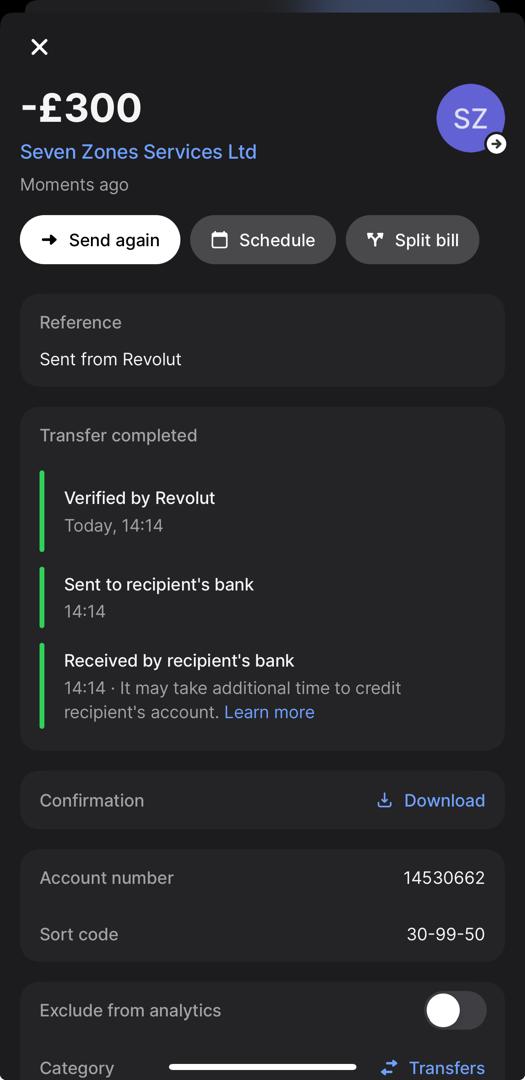 -£300
SZ
Seven Zones Services Ltd
Moments ago
Send again
Schedule
Split bill
Reference
Sent from Revolut
Transfer completed
Verified by Revolut
Today, 14:14
Sent to recipient's bank
14:14
Received by recipient's bank
14:14 · It may take additional time to credit
recipient's account. Learn more
Confirmation
Download
Account number
14530662
Sort code
30-99-50
Exclude from analytics
Category
Transfers